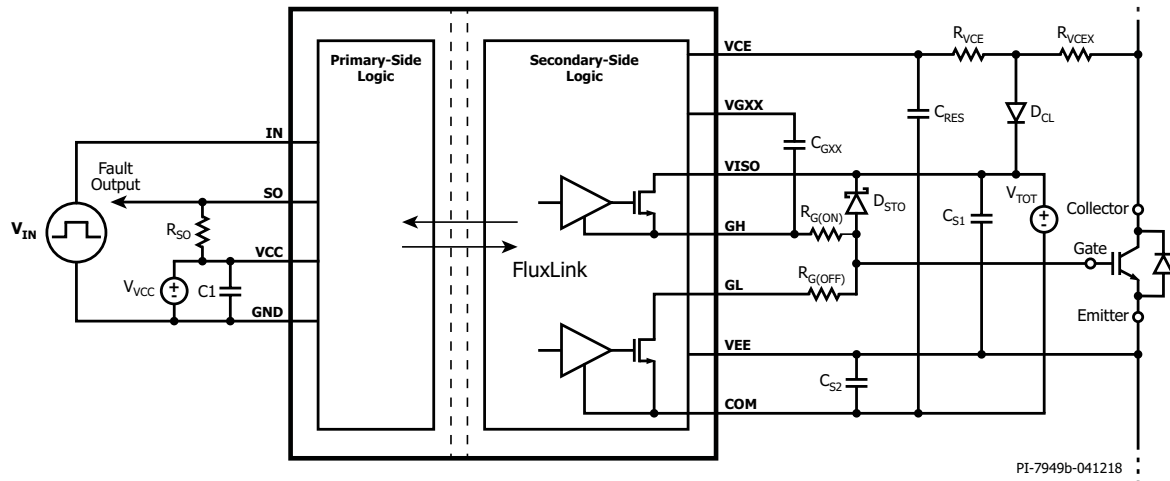 Primary-Side
Logic
Secondary-Side
Logic
VCE
R_VCE
R_VCEX
VGXX
C_RES
D_CL
C_GXX
IN
Fault
Output
VISO
D_STO
V_TOT
SO
C_S1
Collector
V_IN
R_SO
R_G(ON)
GH
Gate
FluxLink
VCC
R_G(OFF)
V_VCC
C1
GL
GND
Emitter
VEE
C_S2
COM
PI-7949b-041218